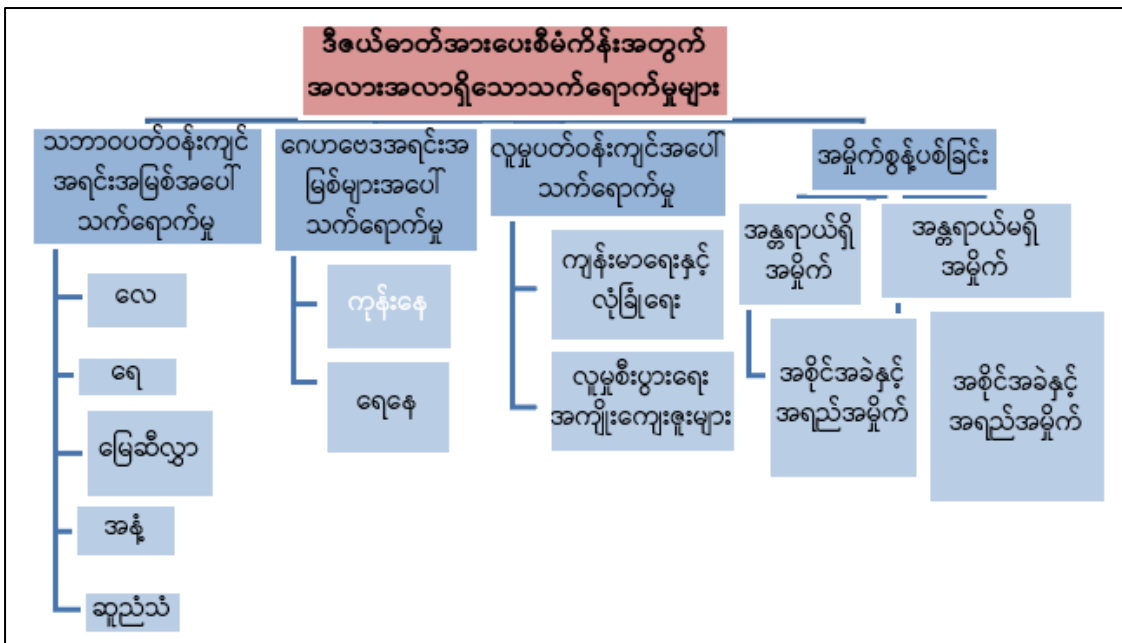 ဒီဇယ်ဓာတ်အားပေးစီမံကိန်းအတွက်
အလားအလာရှိသောသက်ရောက်မှုများ
သဘာဝပတ်ဝန်းကျင်
အရင်းအမြစ်အပေါ်
သက်ရောက်မှု
လေ
ရေ
မြေဆီလွှာ
အနံ့
ဆူညံသံ
ဂေဟဗေဒအရင်းအ
မြစ်များအပေါ်
သက်ရောက်မှု
ကုန်းနေ
ရေနေ
လူမှုပတ်ဝန်းကျင်အပေါ်
သက်ရောက်မှု
ကျန်းမာရေးနှင့်
လုံခြုံရေး
လူမှုစီးပွားရေး
အကျိုးကျေးဇူးများ
အမှိုက်စွန့်ပစ်ခြင်း
အန္တရာယ်ရှိ
အမှိုက်
အစိုင်အခဲနှင့်
အရည်အမှိုက်
အန္တရာယ်မရှိ
အမှိုက်
အစိုင်အခဲနှင့်
အရည်အမှိုက်